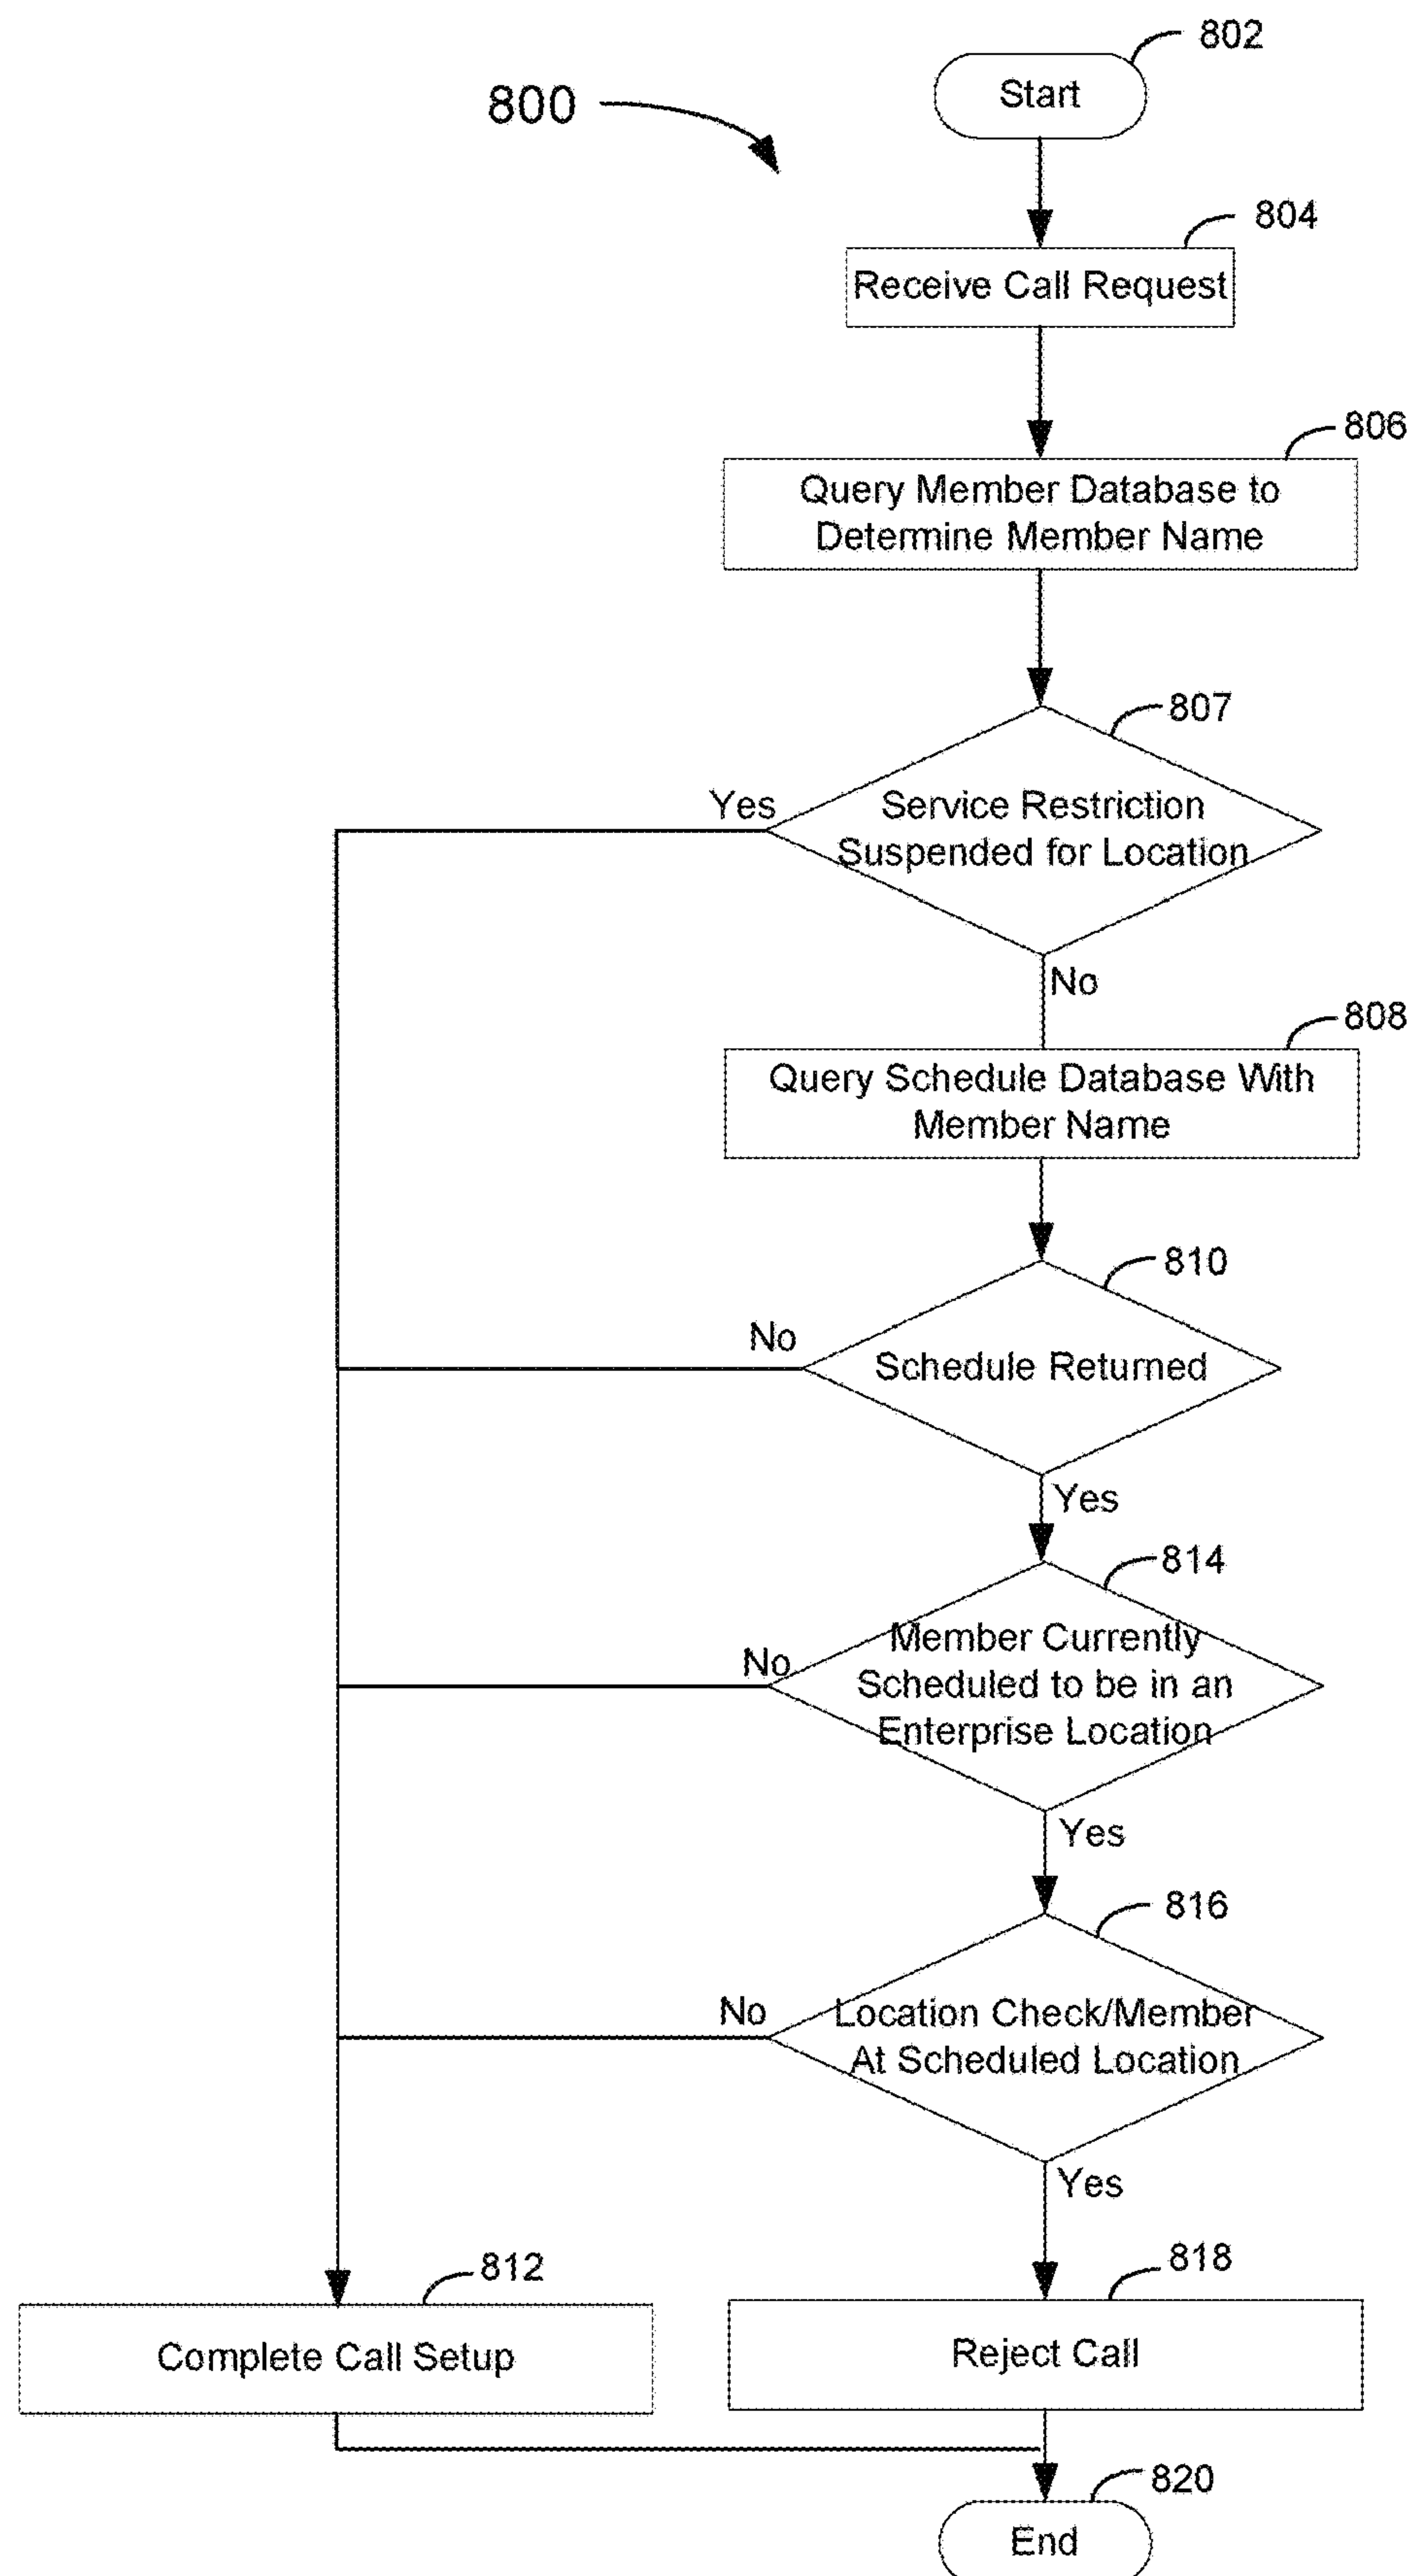 802
Start
800
804
Receive Call Request
806
Query Member Database to
Determine Member Name
807
Yes
Service Restriction
Suspended for Location
No
808
Query Schedule Database With
Member Name
810
No
Schedule Returned
Yes
814
No
Member Currently
Scheduled to be in an
Enterprise Location
Yes
816
No
Location Check/Member
At Scheduled Location
Yes
812
818
Complete Call Setup
Reject Call
820
End